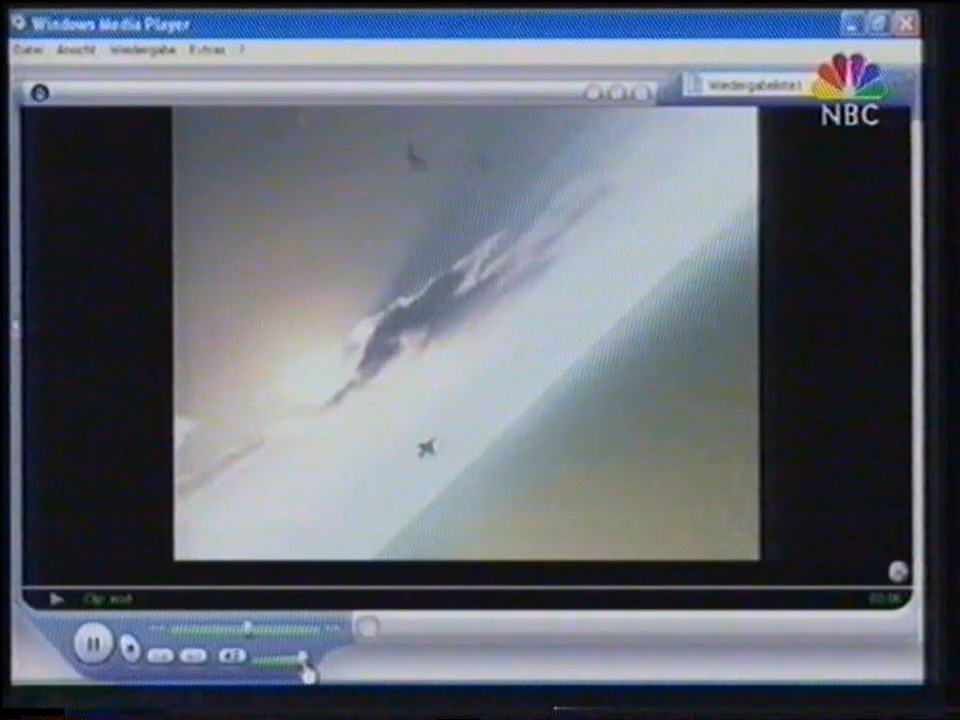 Windows Media Player
Datei Ansicht Wiedergabe Extras ?
Wiedergabeliste1
NBC